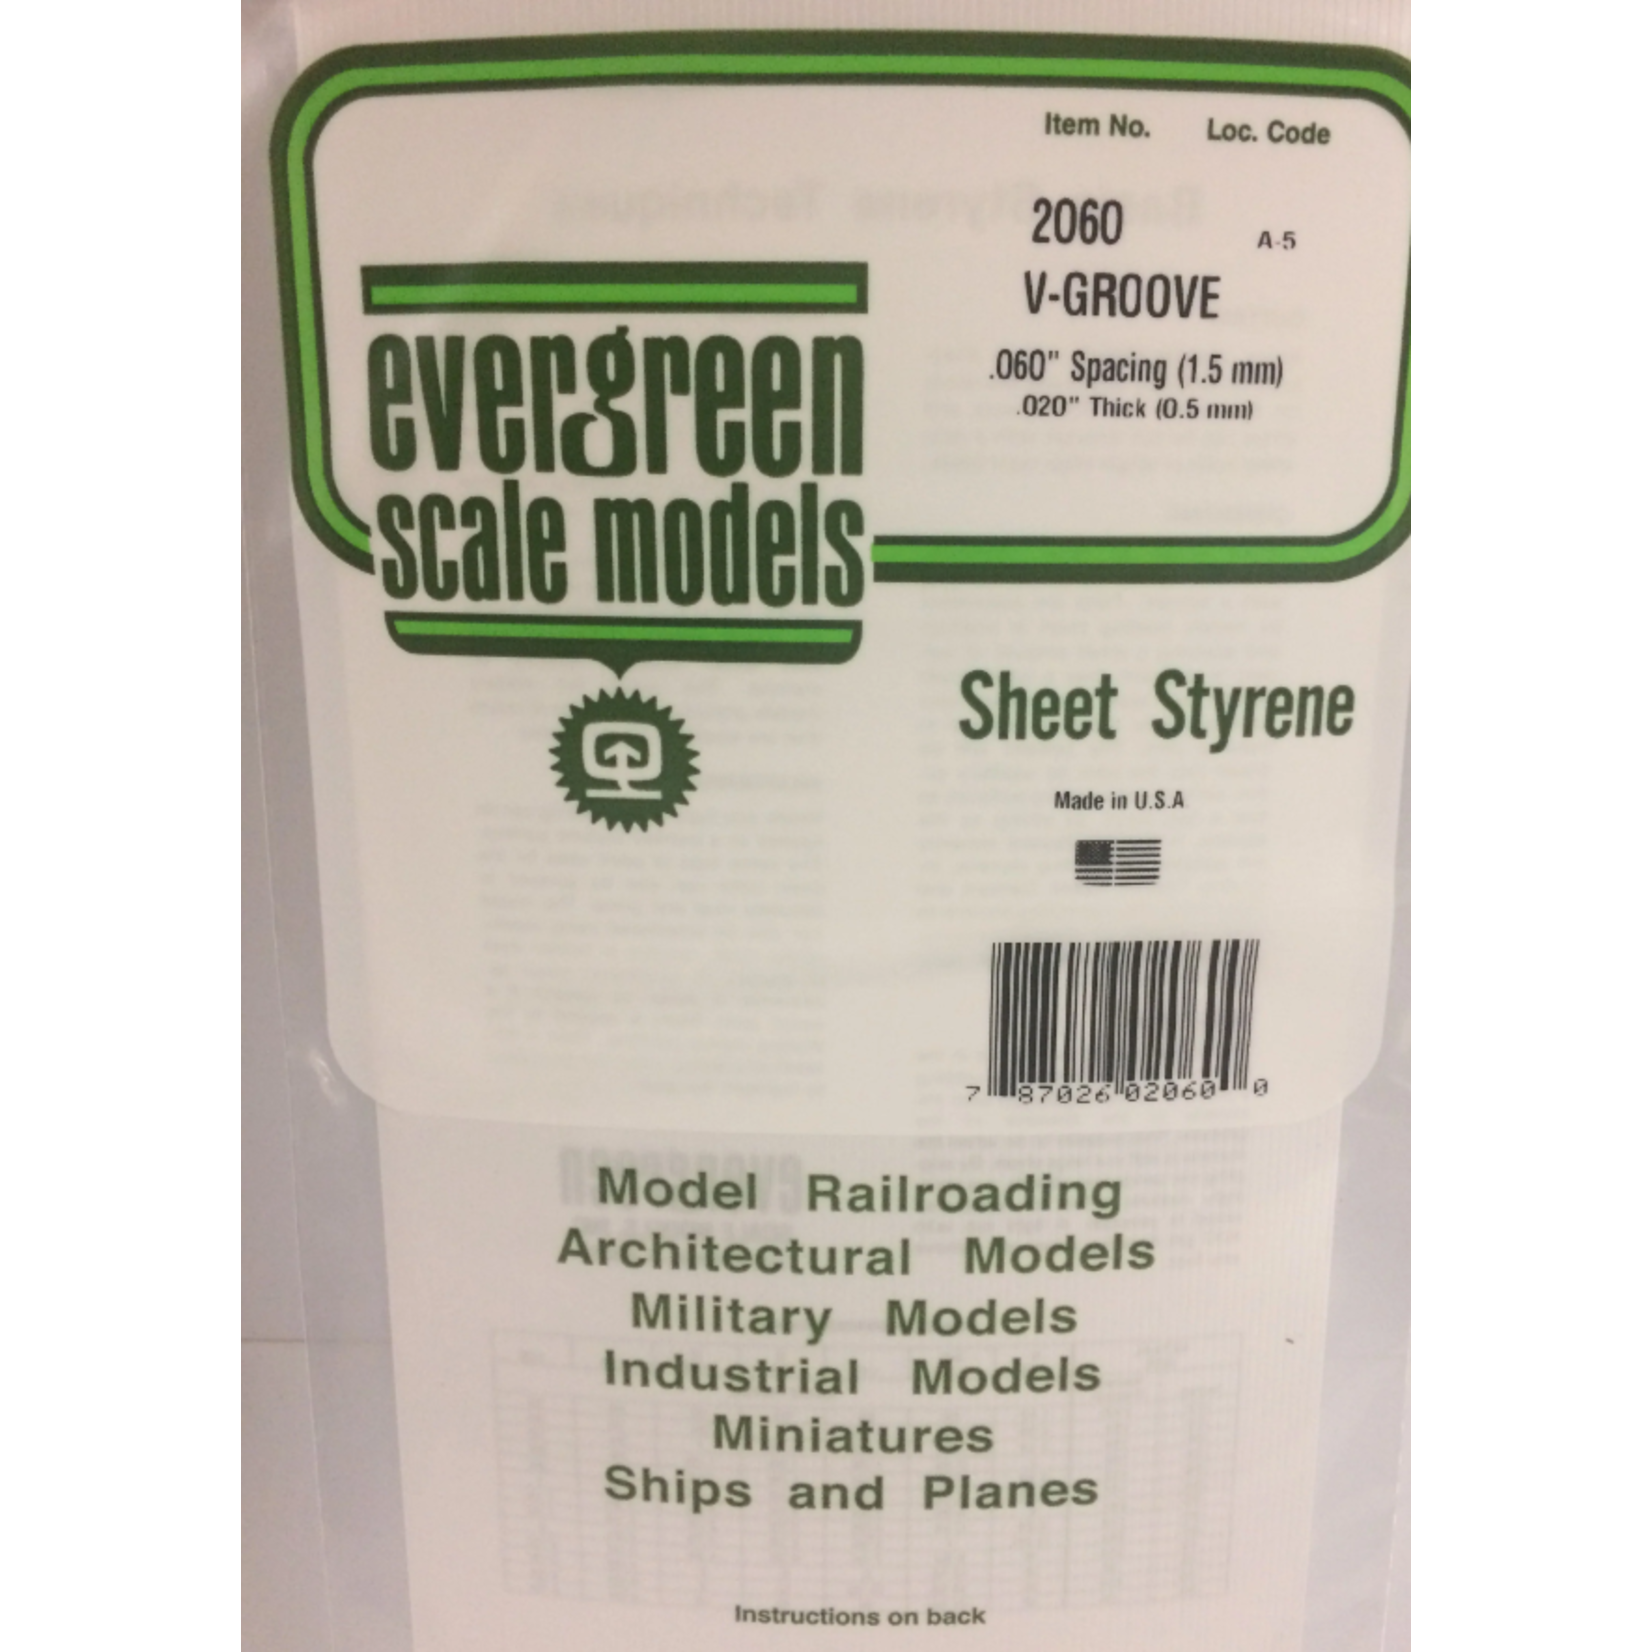 Item No. Loc. Code
2060 A-5
V-GROOVE
.060" Spacing (1.5 mm)
.020" Thick (0.5 mm)
evergreen
scale models
Sheet Styrene
Made in U.S.A
7 87026 02060 0
Model Railroading
Architectural Models
Military Models
Industrial Models
Miniatures
Ships and Planes
Instructions on back